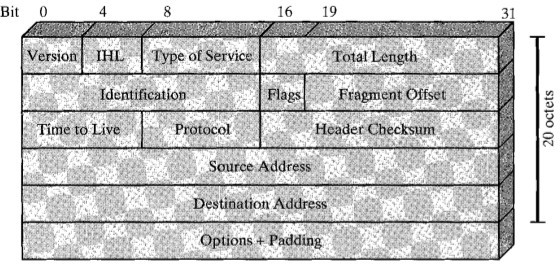 Bit 0 4 8 16 19 31
Version IHL Type of Service Total Length
Identification Flags Fragment Offset
Time to Live Protocol Header Checksum
Source Address
Destination Address
Options + Padding
20 octets